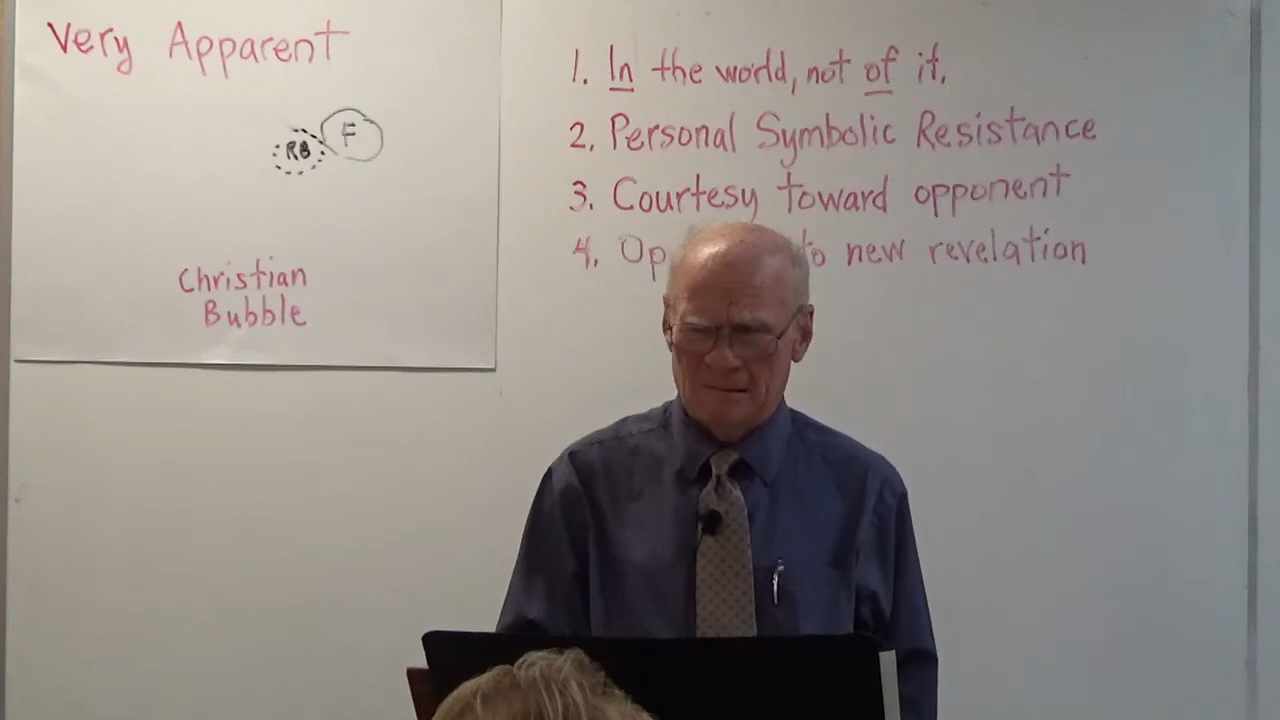 Very Apparent
RB
F
Christian
Bubble
1. In the world, not of it.
2. Personal Symbolic Resistance
3. Courtesy toward opponent
4. Op to new revelation